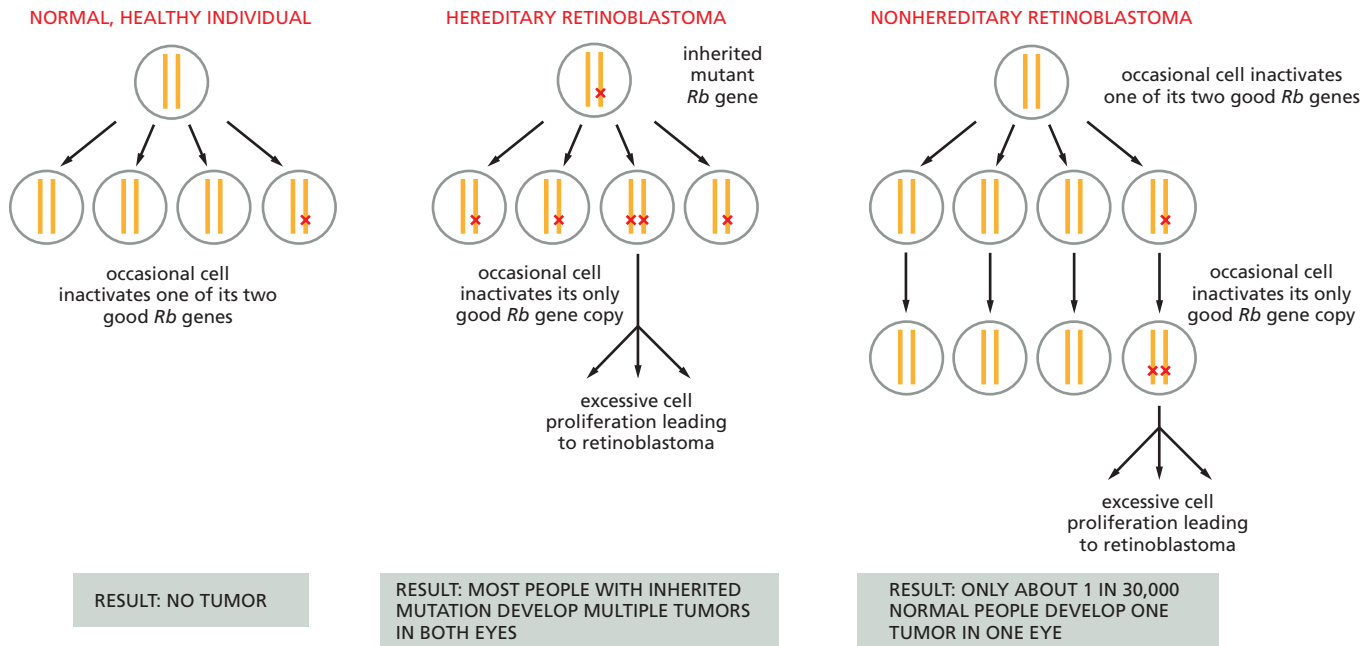 NORMAL, HEALTHY INDIVIDUAL
occasional cell
inactivates one of its two
good Rb genes
RESULT: NO TUMOR
HEREDITARY RETINOBLASTOMA
inherited
mutant
Rb gene
occasional cell
inactivates its only
good Rb gene copy
excessive cell
proliferation leading
to retinoblastoma
RESULT: MOST PEOPLE WITH INHERITED
MUTATION DEVELOP MULTIPLE TUMORS
IN BOTH EYES
NONHEREDITARY RETINOBLASTOMA
occasional cell inactivates
one of its two good Rb genes
occasional cell
inactivates its only
good Rb gene copy
excessive cell
proliferation leading
to retinoblastoma
RESULT: ONLY ABOUT 1 IN 30,000
NORMAL PEOPLE DEVELOP ONE
TUMOR IN ONE EYE